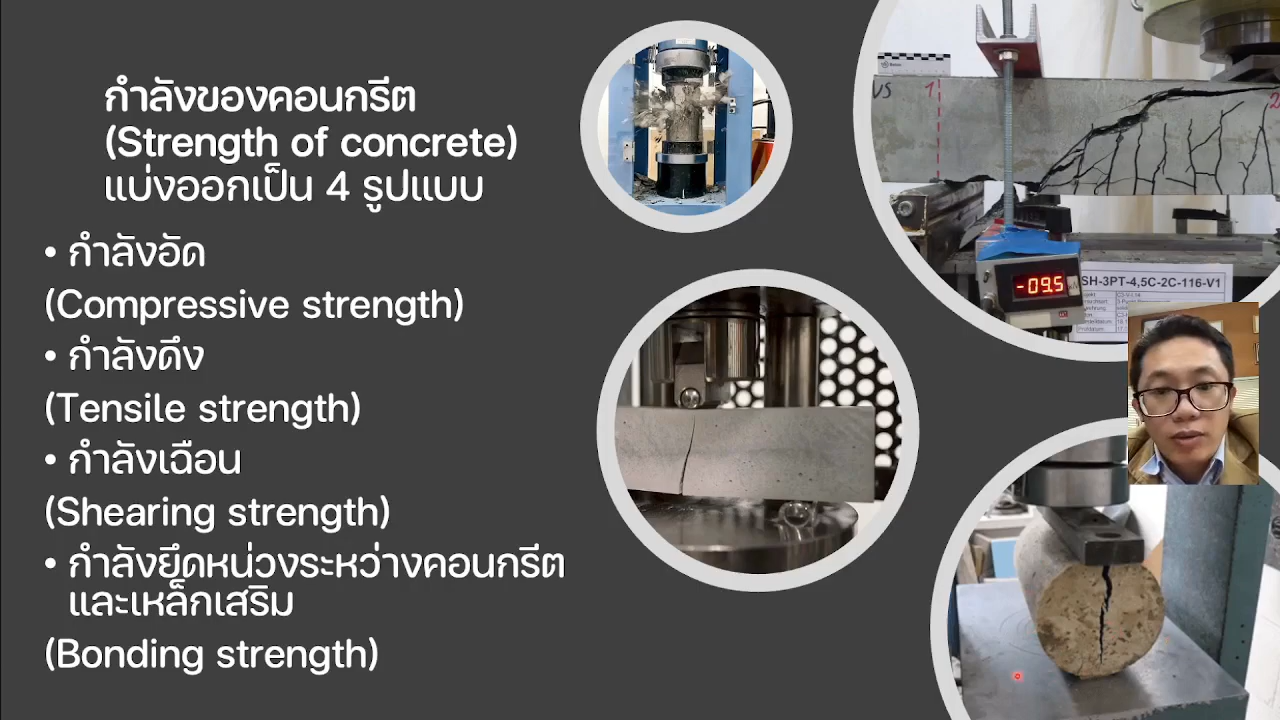 กำลังของคอนกรีต
(Strength of concrete)
แบ่งออกเป็น 4 รูปแบบ
• กำลังอัด
(Compressive strength)
• กำลังดึง
(Tensile strength)
• กำลังเฉือน
(Shearing strength)
• กำลังยึดหน่วงระหว่างคอนกรีต
และเหล็กเสริม
(Bonding strength)
VS 1 2
-09.5
SH-3PT-4,5C-2C-116-V1